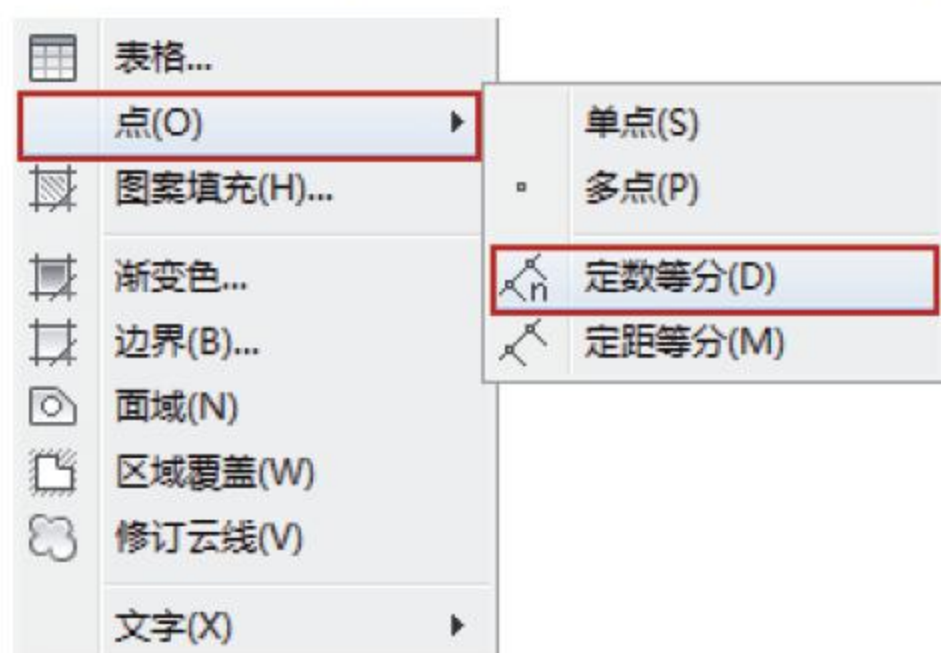 表格...
点(O)
图案填充(H)...
渐变色...
边界(B)...
面域(N)
区域覆盖(W)
修订云线(V)
文字(X)
单点(S)
多点(P)
n 定数等分(D)
定距等分(M)